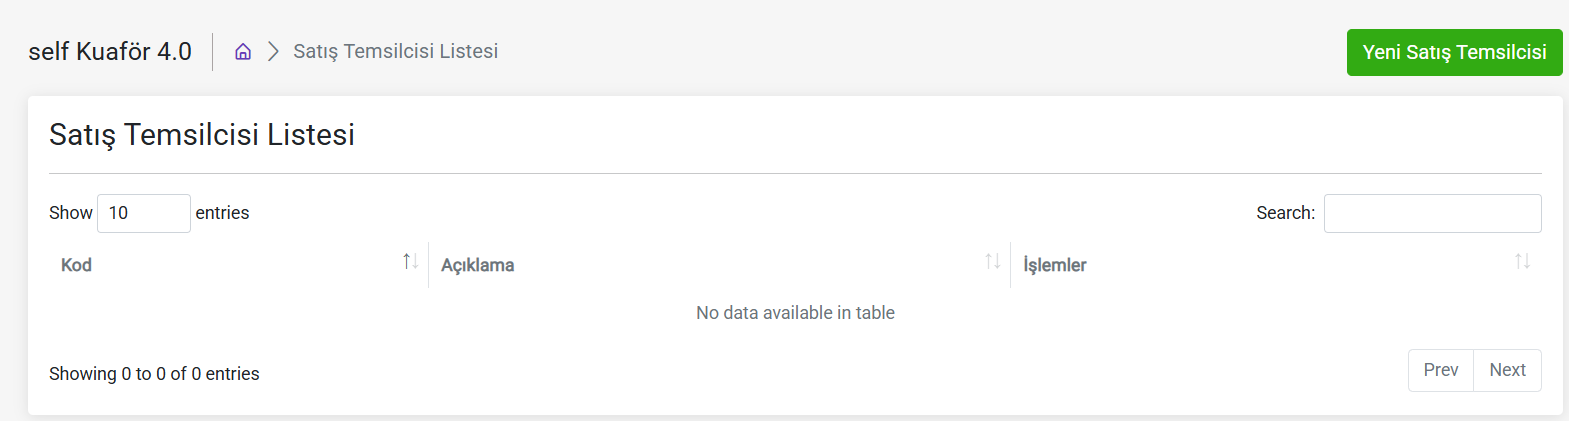 self Kuaför 4.0 Satış Temsilcisi Listesi Yeni Satış Temsilcisi
Satış Temsilcisi Listesi
Show 10 entries Search:
Kod Açıklama İşlemler
No data available in table
Showing 0 to 0 of 0 entries Prev Next